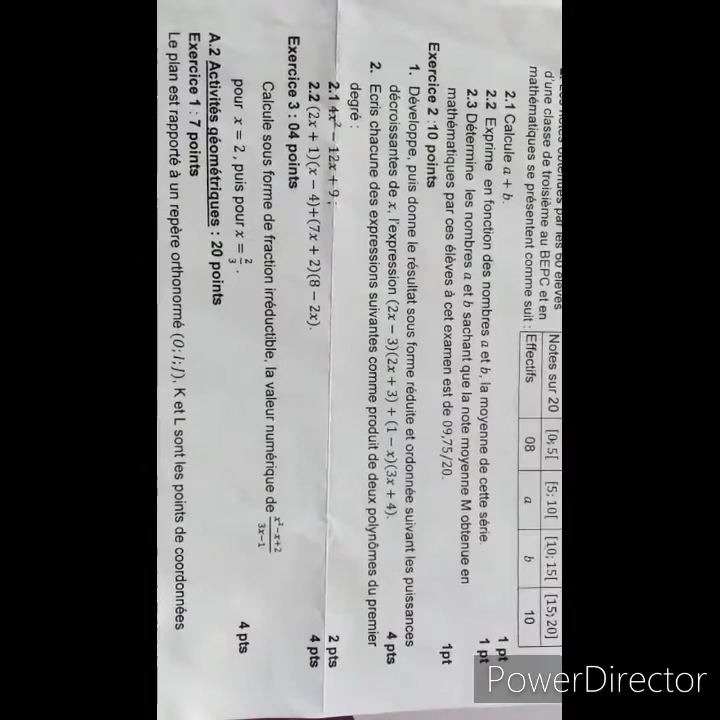 d'une classe de troisième au BEPC et en
mathématiques se présentent comme suit :
Notes sur 20 [0; 5[ [5; 10[ [10; 15[ [15; 20]
Effectifs 08 a b 10
2.1 Calcule a + b. 1 pt
2.2 Exprime en fonction des nombres a et b, la moyenne de cette série. 1 pt
2.3 Détermine les nombres a et b sachant que la note moyenne M obtenue en
mathématiques par ces élèves à cet examen est de 09,75/20. 1pt
Exercice 2 :10 points
1. Développe, puis donne le résultat sous forme réduite et ordonnée suivant les puissances
décroissantes de x, l'expression (2x − 3)(2x + 3) + (1 − x)(3x + 4). 4 pts
2. Ecris chacune des expressions suivantes comme produit de deux polynômes du premier
degré :
2.1 4x² − 12x + 9 ; 2 pts
2.2 (2x + 1)(x − 4)+(7x + 2)(8 − 2x). 4 pts
Exercice 3 : 04 points
Calcule sous forme de fraction irréductible, la valeur numérique de (x²−x+2)/(3x−1)
pour x = 2, puis pour x = 2/3. 4 pts
A.2 Activités géométriques : 20 points
Exercice 1 : 7 points
Le plan est rapporté à un repère orthonormé (O; I; J). K et L sont les points de coordonnées
PowerDirector